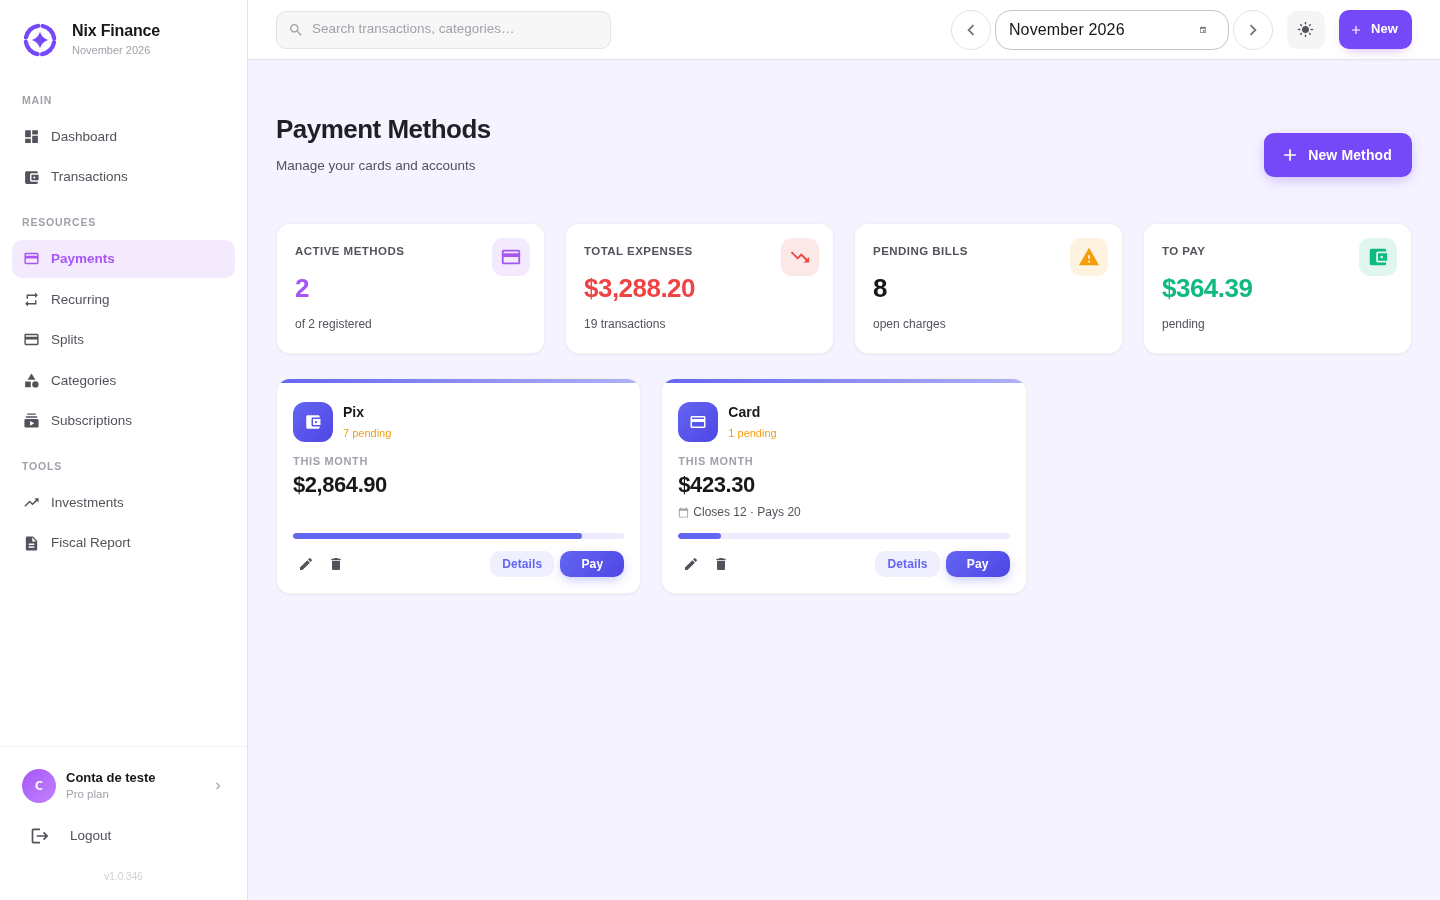 Nix Finance
November 2026
MAIN
Dashboard
Transactions
RESOURCES
Payments
Recurring
Splits
Categories
Subscriptions
TOOLS
Investments
Fiscal Report
C
Conta de teste
Pro plan
Logout
v1.0.346
Search transactions, categories…
November 2026
New
Payment Methods
Manage your cards and accounts
New Method
ACTIVE METHODS
2
of 2 registered
TOTAL EXPENSES
$3,288.20
19 transactions
PENDING BILLS
8
open charges
TO PAY
$364.39
pending
Pix
7 pending
THIS MONTH
$2,864.90
Details
Pay
Card
1 pending
THIS MONTH
$423.30
Closes 12 · Pays 20
Details
Pay